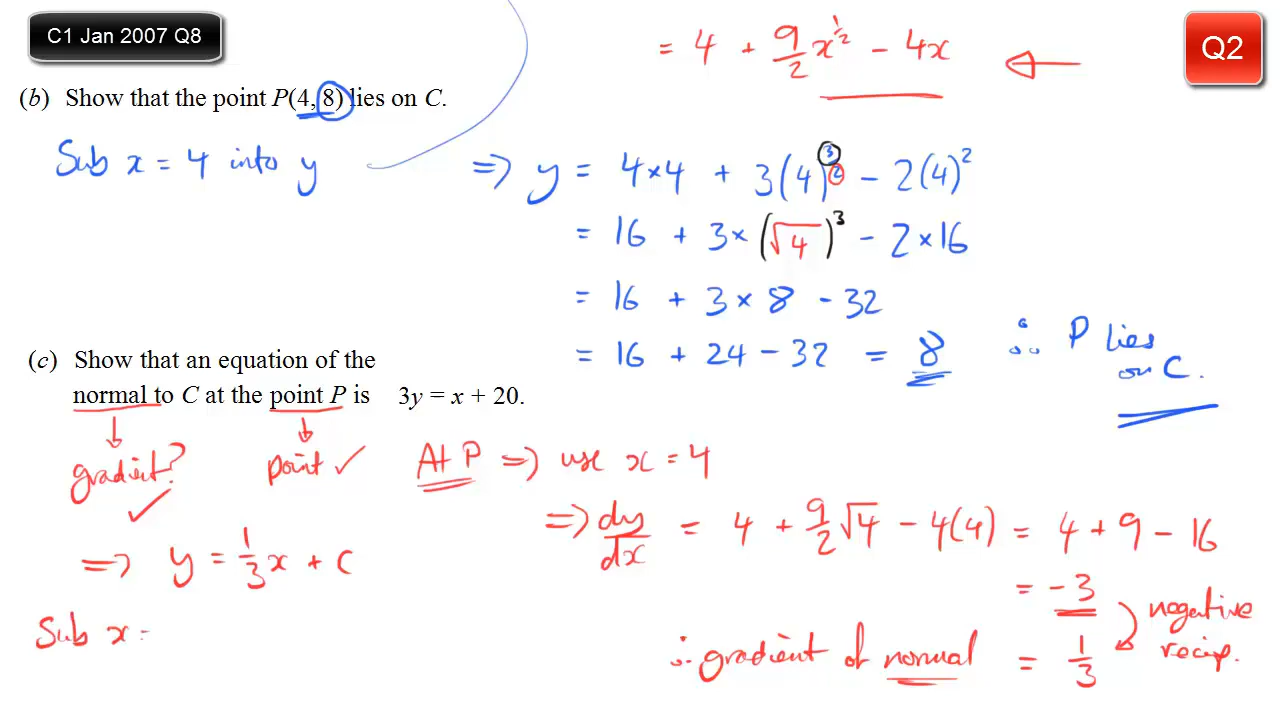 C1 Jan 2007 Q8
= 4 + 9/2 x^1/2 - 4x
Q2
(b) Show that the point P(4, 8) lies on C.
Sub x = 4 into y
⇒ y = 4×4 + 3(4)^3/2 - 2(4)^2
= 16 + 3×(√4)^3 - 2×16
= 16 + 3×8 - 32
= 16 + 24 - 32 = 8
∴ P lies
on C.
(c) Show that an equation of the
normal to C at the point P is 3y = x + 20.
gradient? ✓
point ✓
At P ⇒ use x = 4
⇒ dy/dx = 4 + 9/2 √4 - 4(4) = 4 + 9 - 16
= -3
negative
recip.
∴ gradient of normal = 1/3
⇒ y = 1/3 x + c
Sub x =